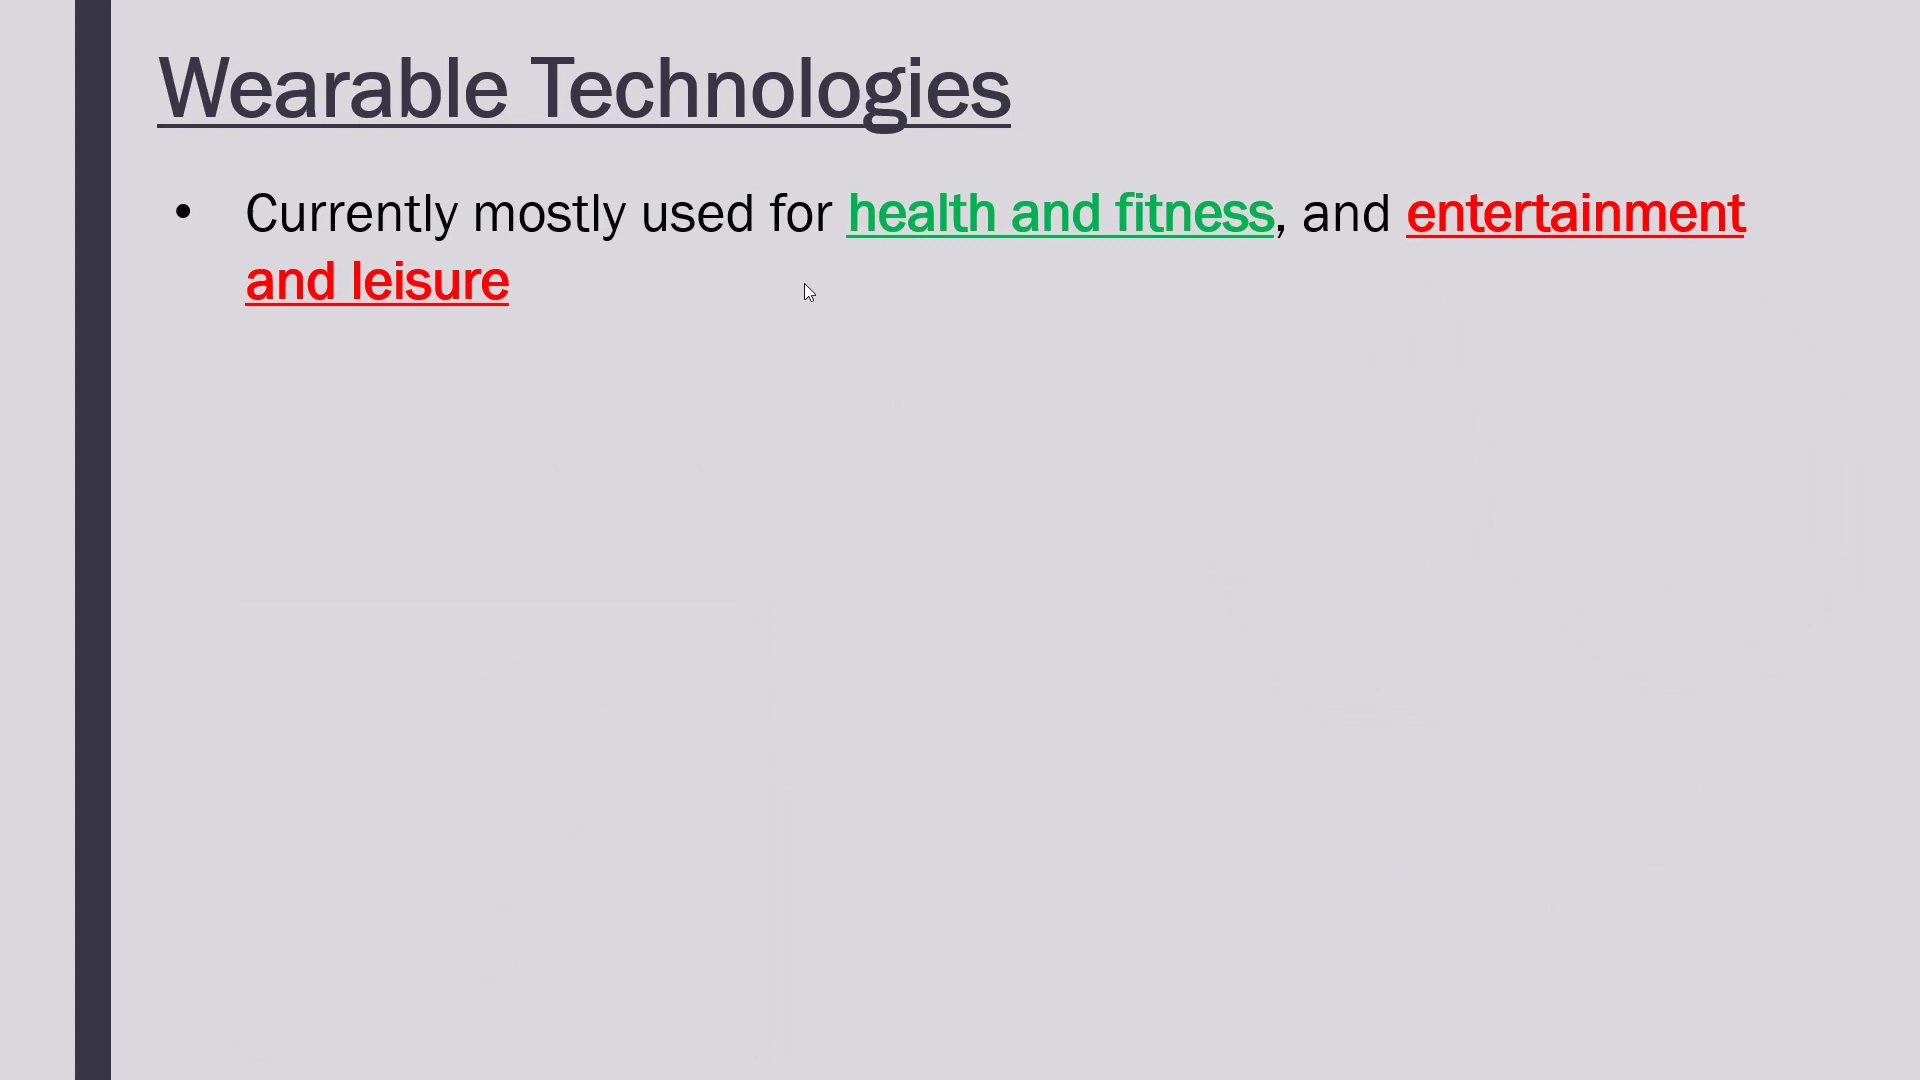 Wearable Technologies
• Currently mostly used for health and fitness, and entertainment
and leisure